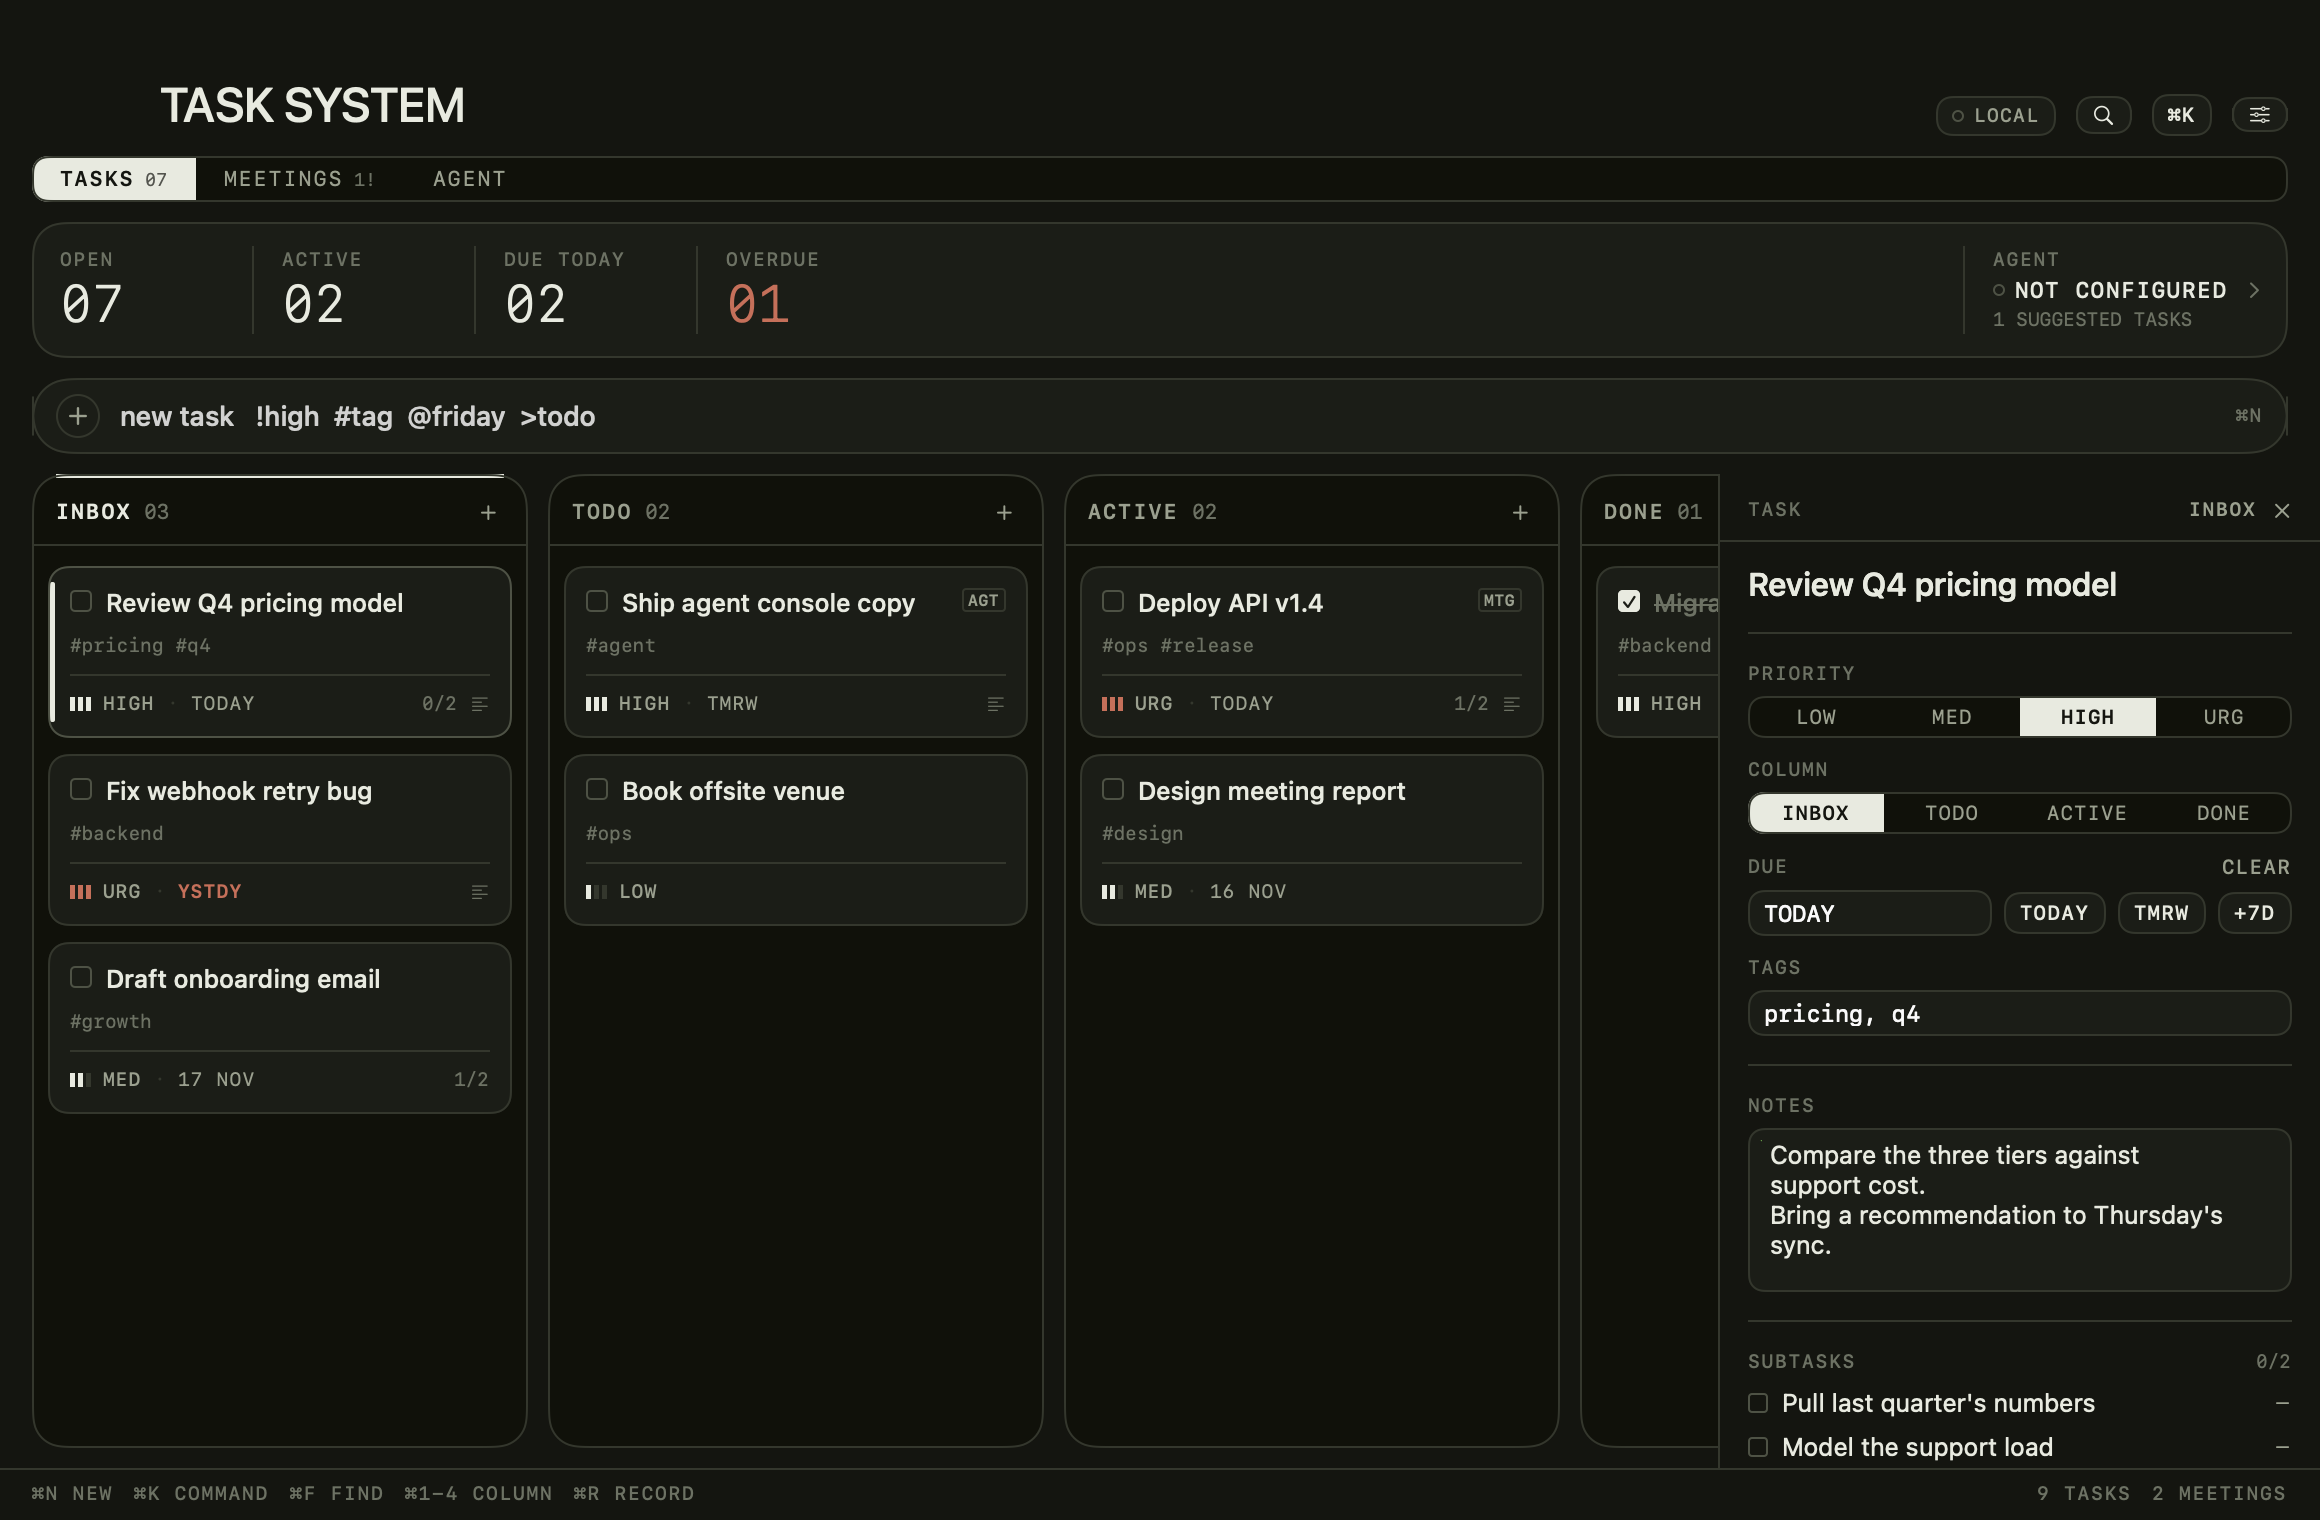 TASK SYSTEM
LOCAL
⌘K
TASKS 07 MEETINGS 1! AGENT
OPEN
07
ACTIVE
02
DUE TODAY
02
OVERDUE
01
AGENT
NOT CONFIGURED
1 SUGGESTED TASKS
new task !high #tag @friday >todo
⌘N
INBOX 03
Review Q4 pricing model
#pricing #q4
HIGH · TODAY 0/2
Fix webhook retry bug
#backend
URG · YSTDY
Draft onboarding email
#growth
MED · 17 NOV 1/2
TODO 02
Ship agent console copy AGT
#agent
HIGH · TMRW
Book offsite venue
#ops
LOW
ACTIVE 02
Deploy API v1.4 MTG
#ops #release
URG · TODAY 1/2
Design meeting report
#design
MED · 16 NOV
DONE 01
Migra
#backend
HIGH
TASK INBOX
Review Q4 pricing model
PRIORITY
LOW MED HIGH URG
COLUMN
INBOX TODO ACTIVE DONE
DUE CLEAR
TODAY TODAY TMRW +7D
TAGS
pricing, q4
NOTES
Compare the three tiers against
support cost.
Bring a recommendation to Thursday's
sync.
SUBTASKS 0/2
Pull last quarter's numbers
Model the support load
⌘N NEW ⌘K COMMAND ⌘F FIND ⌘1–4 COLUMN ⌘R RECORD
9 TASKS 2 MEETINGS